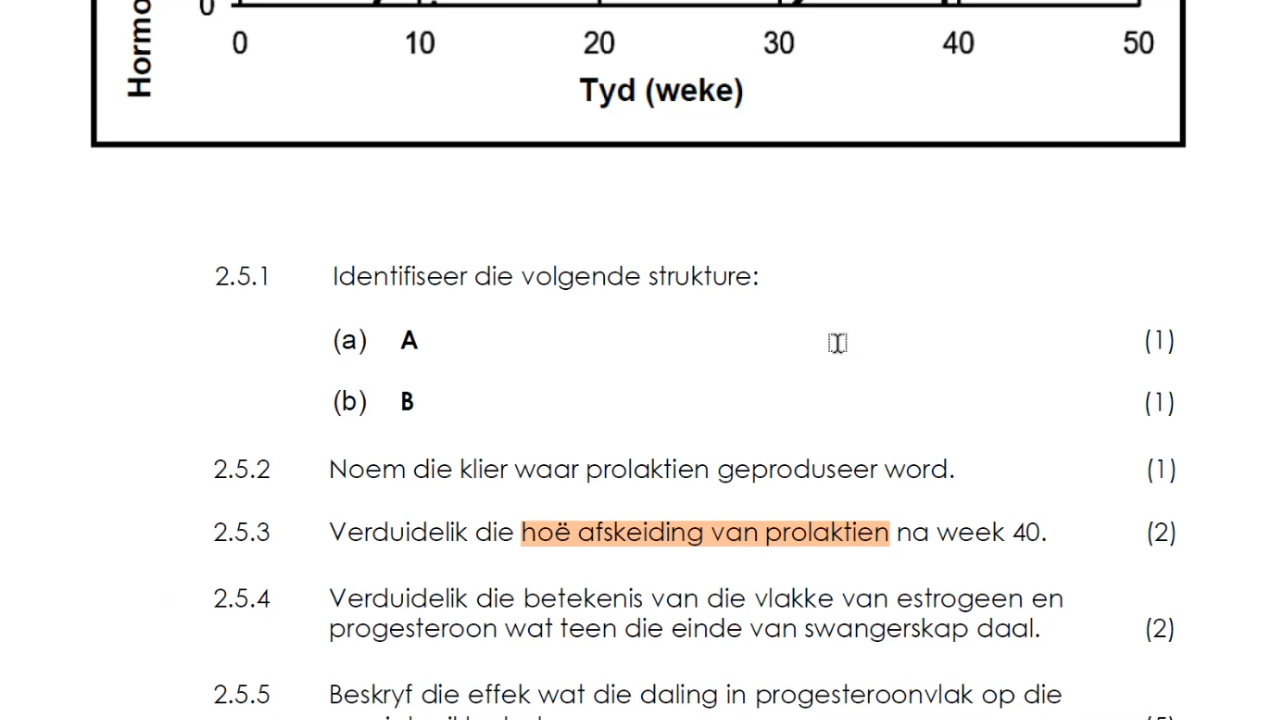 Hormo
0
0 10 20 30 40 50
Tyd (weke)
2.5.1 Identifiseer die volgende strukture:
(a) A (1)
(b) B (1)
2.5.2 Noem die klier waar prolaktien geproduseer word. (1)
2.5.3 Verduidelik die hoë afskeiding van prolaktien na week 40. (2)
2.5.4 Verduidelik die betekenis van die vlakke van estrogeen en
progesteroon wat teen die einde van swangerskap daal. (2)
2.5.5 Beskryf die effek wat die daling in progesteroonvlak op die